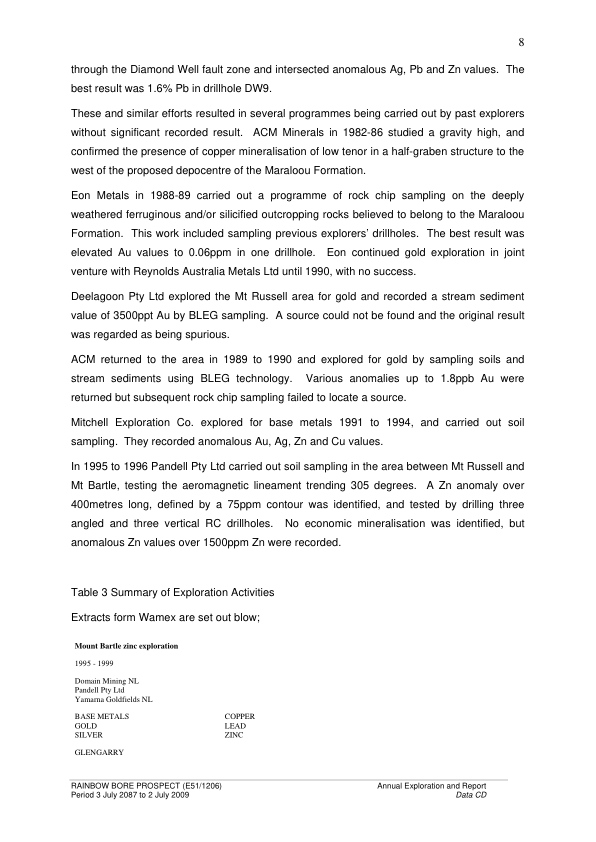 8
through the Diamond Well fault zone and intersected anomalous Ag, Pb and Zn values.  The
best result was 1.6% Pb in drillhole DW9.
These and similar efforts resulted in several programmes being carried out by past explorers
without significant recorded result.  ACM Minerals in 1982-86 studied a gravity high, and
confirmed the presence of copper mineralisation of low tenor in a half-graben structure to the
west of the proposed depocentre of the Maraloou Formation.
Eon Metals in 1988-89 carried out a programme of rock chip sampling on the deeply
weathered ferruginous and/or silicified outcropping rocks believed to belong to the Maraloou
Formation.  This work included sampling previous explorers' drillholes.  The best result was
elevated Au values to 0.06ppm in one drillhole.  Eon continued gold exploration in joint
venture with Reynolds Australia Metals Ltd until 1990, with no success.
Deelagoon Pty Ltd explored the Mt Russell area for gold and recorded a stream sediment
value of 3500ppt Au by BLEG sampling.  A source could not be found and the original result
was regarded as being spurious.
ACM returned to the area in 1989 to 1990 and explored for gold by sampling soils and
stream sediments using BLEG technology.  Various anomalies up to 1.8ppb Au were
returned but subsequent rock chip sampling failed to locate a source.
Mitchell Exploration Co. explored for base metals 1991 to 1994, and carried out soil
sampling.  They recorded anomalous Au, Ag, Zn and Cu values.
In 1995 to 1996 Pandell Pty Ltd carried out soil sampling in the area between Mt Russell and
Mt Bartle, testing the aeromagnetic lineament trending 305 degrees.  A Zn anomaly over
400metres long, defined by a 75ppm contour was identified, and tested by drilling three
angled and three vertical RC drillholes.  No economic mineralisation was identified, but
anomalous Zn values over 1500ppm Zn were recorded.
Table 3 Summary of Exploration Activities
Extracts form Wamex are set out blow;
Mount Bartle zinc exploration
1995 - 1999
Domain Mining NL
Pandell Pty Ltd
Yamarna Goldfields NL
BASE METALS COPPER
GOLD LEAD
SILVER ZINC
GLENGARRY
RAINBOW BORE PROSPECT (E51/1206) Annual Exploration and Report
Period 3 July 2087 to 2 July 2009 Data CD